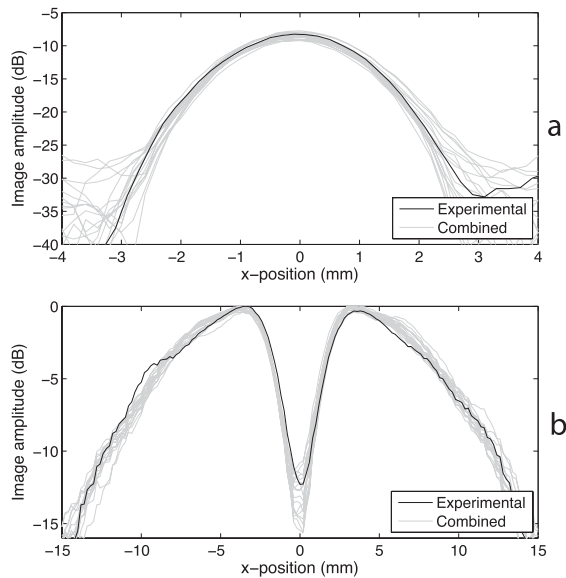 −5
−10
−15
−20
−25
−30
−35
−40
Image amplitude (dB)
−4 −3 −2 −1 0 1 2 3 4
x−position (mm)
Experimental
Combined
a
0
−5
−10
−15
Image amplitude (dB)
−15 −10 −5 0 5 10 15
x−position (mm)
Experimental
Combined
b